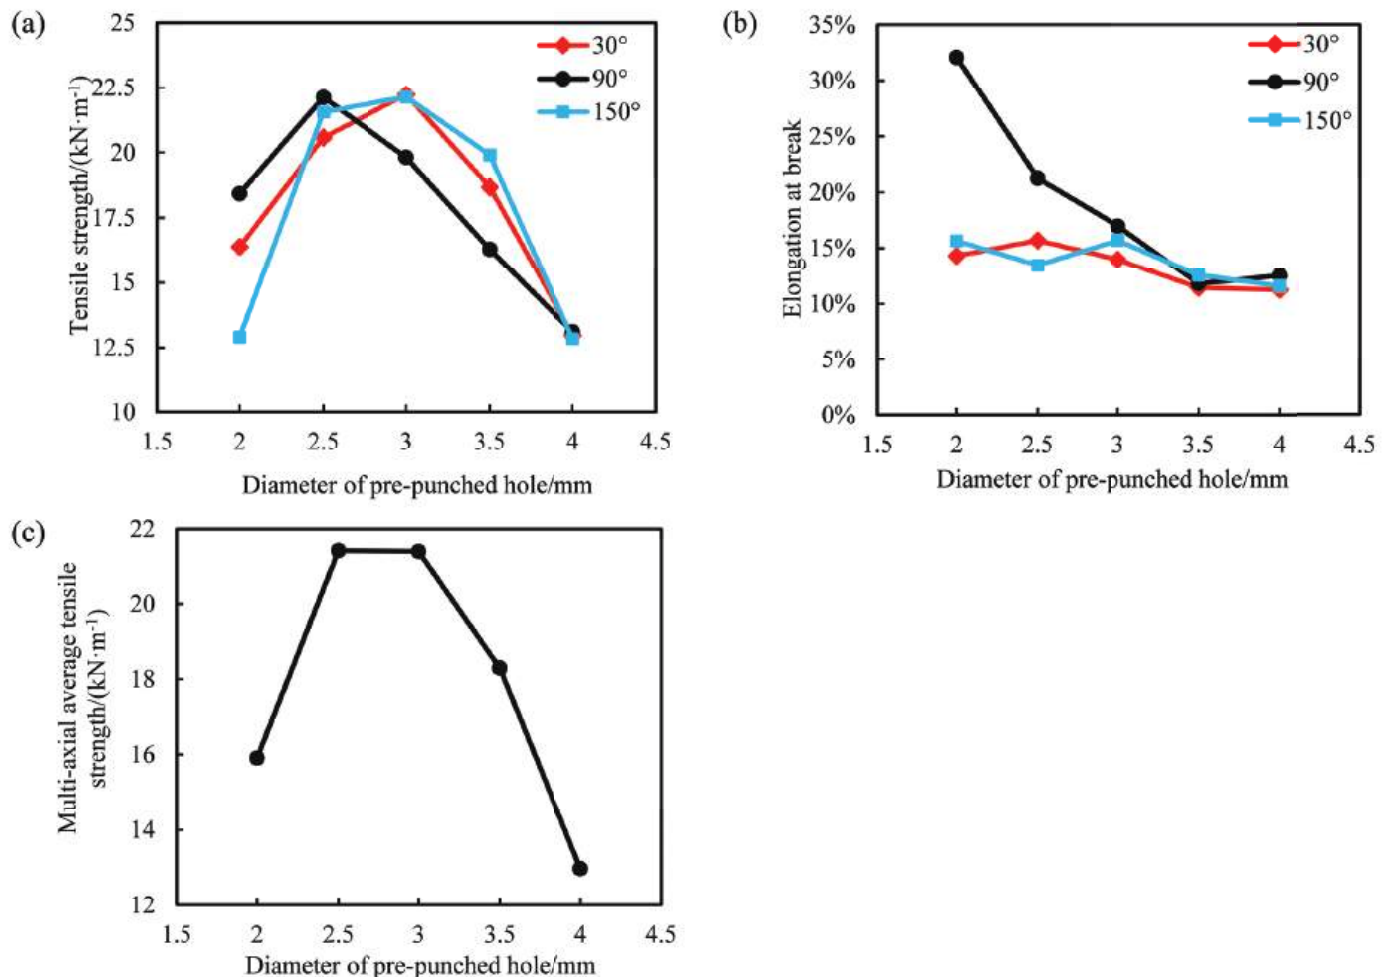 (a)
25
22.5
20
17.5
15
12.5
10
1.5 2 2.5 3 3.5 4 4.5
Tensile strength/(kN·m⁻¹)
Diameter of pre-punched hole/mm
30°
90°
150°
(b)
35%
30%
25%
20%
15%
10%
5%
0%
1.5 2 2.5 3 3.5 4 4.5
Elongation at break
Diameter of pre-punched hole/mm
30°
90°
150°
(c)
22
20
18
16
14
12
1.5 2 2.5 3 3.5 4 4.5
Multi-axial average tensile
strength/(kN·m⁻¹)
Diameter of pre-punched hole/mm